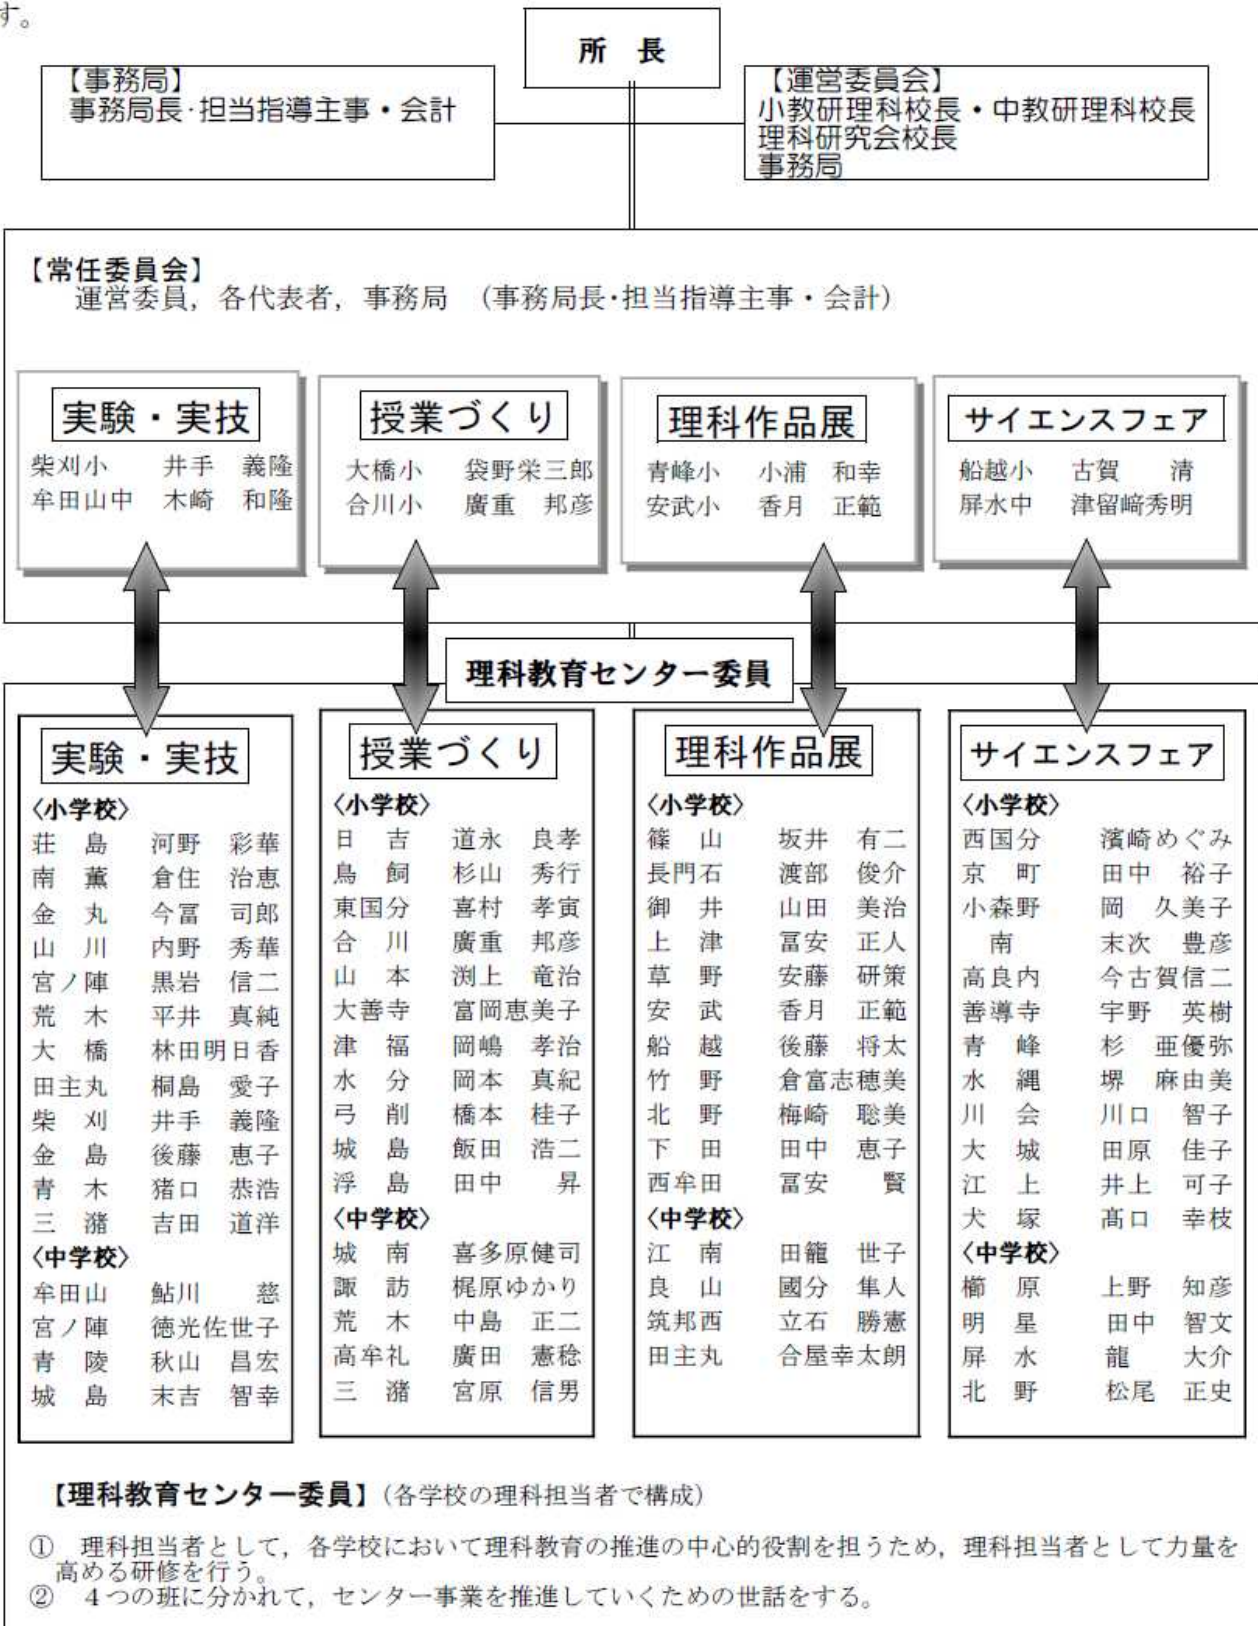 す。
所　長
【事務局】
事務局長・担当指導主事・会計
【運営委員会】
小教研理科校長・中教研理科校長
理科研究会校長
事務局
【常任委員会】
運営委員，各代表者，事務局　（事務局長・担当指導主事・会計）
実験・実技
柴刈小　井手　義隆
牟田山中　木崎　和隆
授業づくり
大橋小　袋野栄三郎
合川小　廣重　邦彦
理科作品展
青峰小　小浦　和幸
安武小　香月　正範
サイエンスフェア
船越小　古賀　清
屏水中　津留﨑秀明
理科教育センター委員
実験・実技
〈小学校〉
荘　島　河野　彩華
南　薫　倉住　治恵
金　丸　今冨　司郎
山　川　内野　秀華
宮ノ陣　黒岩　信二
荒　木　平井　真純
大　橋　林田明日香
田主丸　桐島　愛子
柴　刈　井手　義隆
金　島　後藤　恵子
青　木　猪口　恭浩
三　潴　吉田　道洋
〈中学校〉
牟田山　鮎川　慈
宮ノ陣　徳光佐世子
青　陵　秋山　昌宏
城　島　末吉　智幸
授業づくり
〈小学校〉
日　吉　道永　良孝
鳥　飼　杉山　秀行
東国分　喜村　孝寅
合　川　廣重　邦彦
山　本　渕上　竜治
大善寺　富岡恵美子
津　福　岡嶋　孝治
水　分　岡本　真紀
弓　削　橋本　桂子
城　島　飯田　浩二
浮　島　田中　昇
〈中学校〉
城　南　喜多原健司
諏　訪　梶原ゆかり
荒　木　中島　正二
高牟礼　廣田　憲稔
三　潴　宮原　信男
理科作品展
〈小学校〉
篠　山　坂井　有二
長門石　渡部　俊介
御　井　山田　美治
上　津　冨安　正人
草　野　安藤　研策
安　武　香月　正範
船　越　後藤　将太
竹　野　倉富志穂美
北　野　梅崎　聡美
下　田　田中　恵子
西牟田　冨安　賢
〈中学校〉
江　南　田籠　世子
良　山　國分　隼人
筑邦西　立石　勝憲
田主丸　合屋幸太朗
サイエンスフェア
〈小学校〉
西国分　濱崎めぐみ
京　町　田中　裕子
小森野　岡　久美子
南　末次　豊彦
高良内　今古賀信二
善導寺　宇野　英樹
青　峰　杉　亜優弥
水　縄　堺　麻由美
川　会　川口　智子
大　城　田原　佳子
江　上　井上　可子
犬　塚　髙口　幸枝
〈中学校〉
櫛　原　上野　知彦
明　星　田中　智文
屏　水　龍　大介
北　野　松尾　正史
【理科教育センター委員】（各学校の理科担当者で構成）
①　理科担当者として，各学校において理科教育の推進の中心的役割を担うため，理科担当者として力量を
高める研修を行う。
②　４つの班に分かれて，センター事業を推進していくための世話をする。